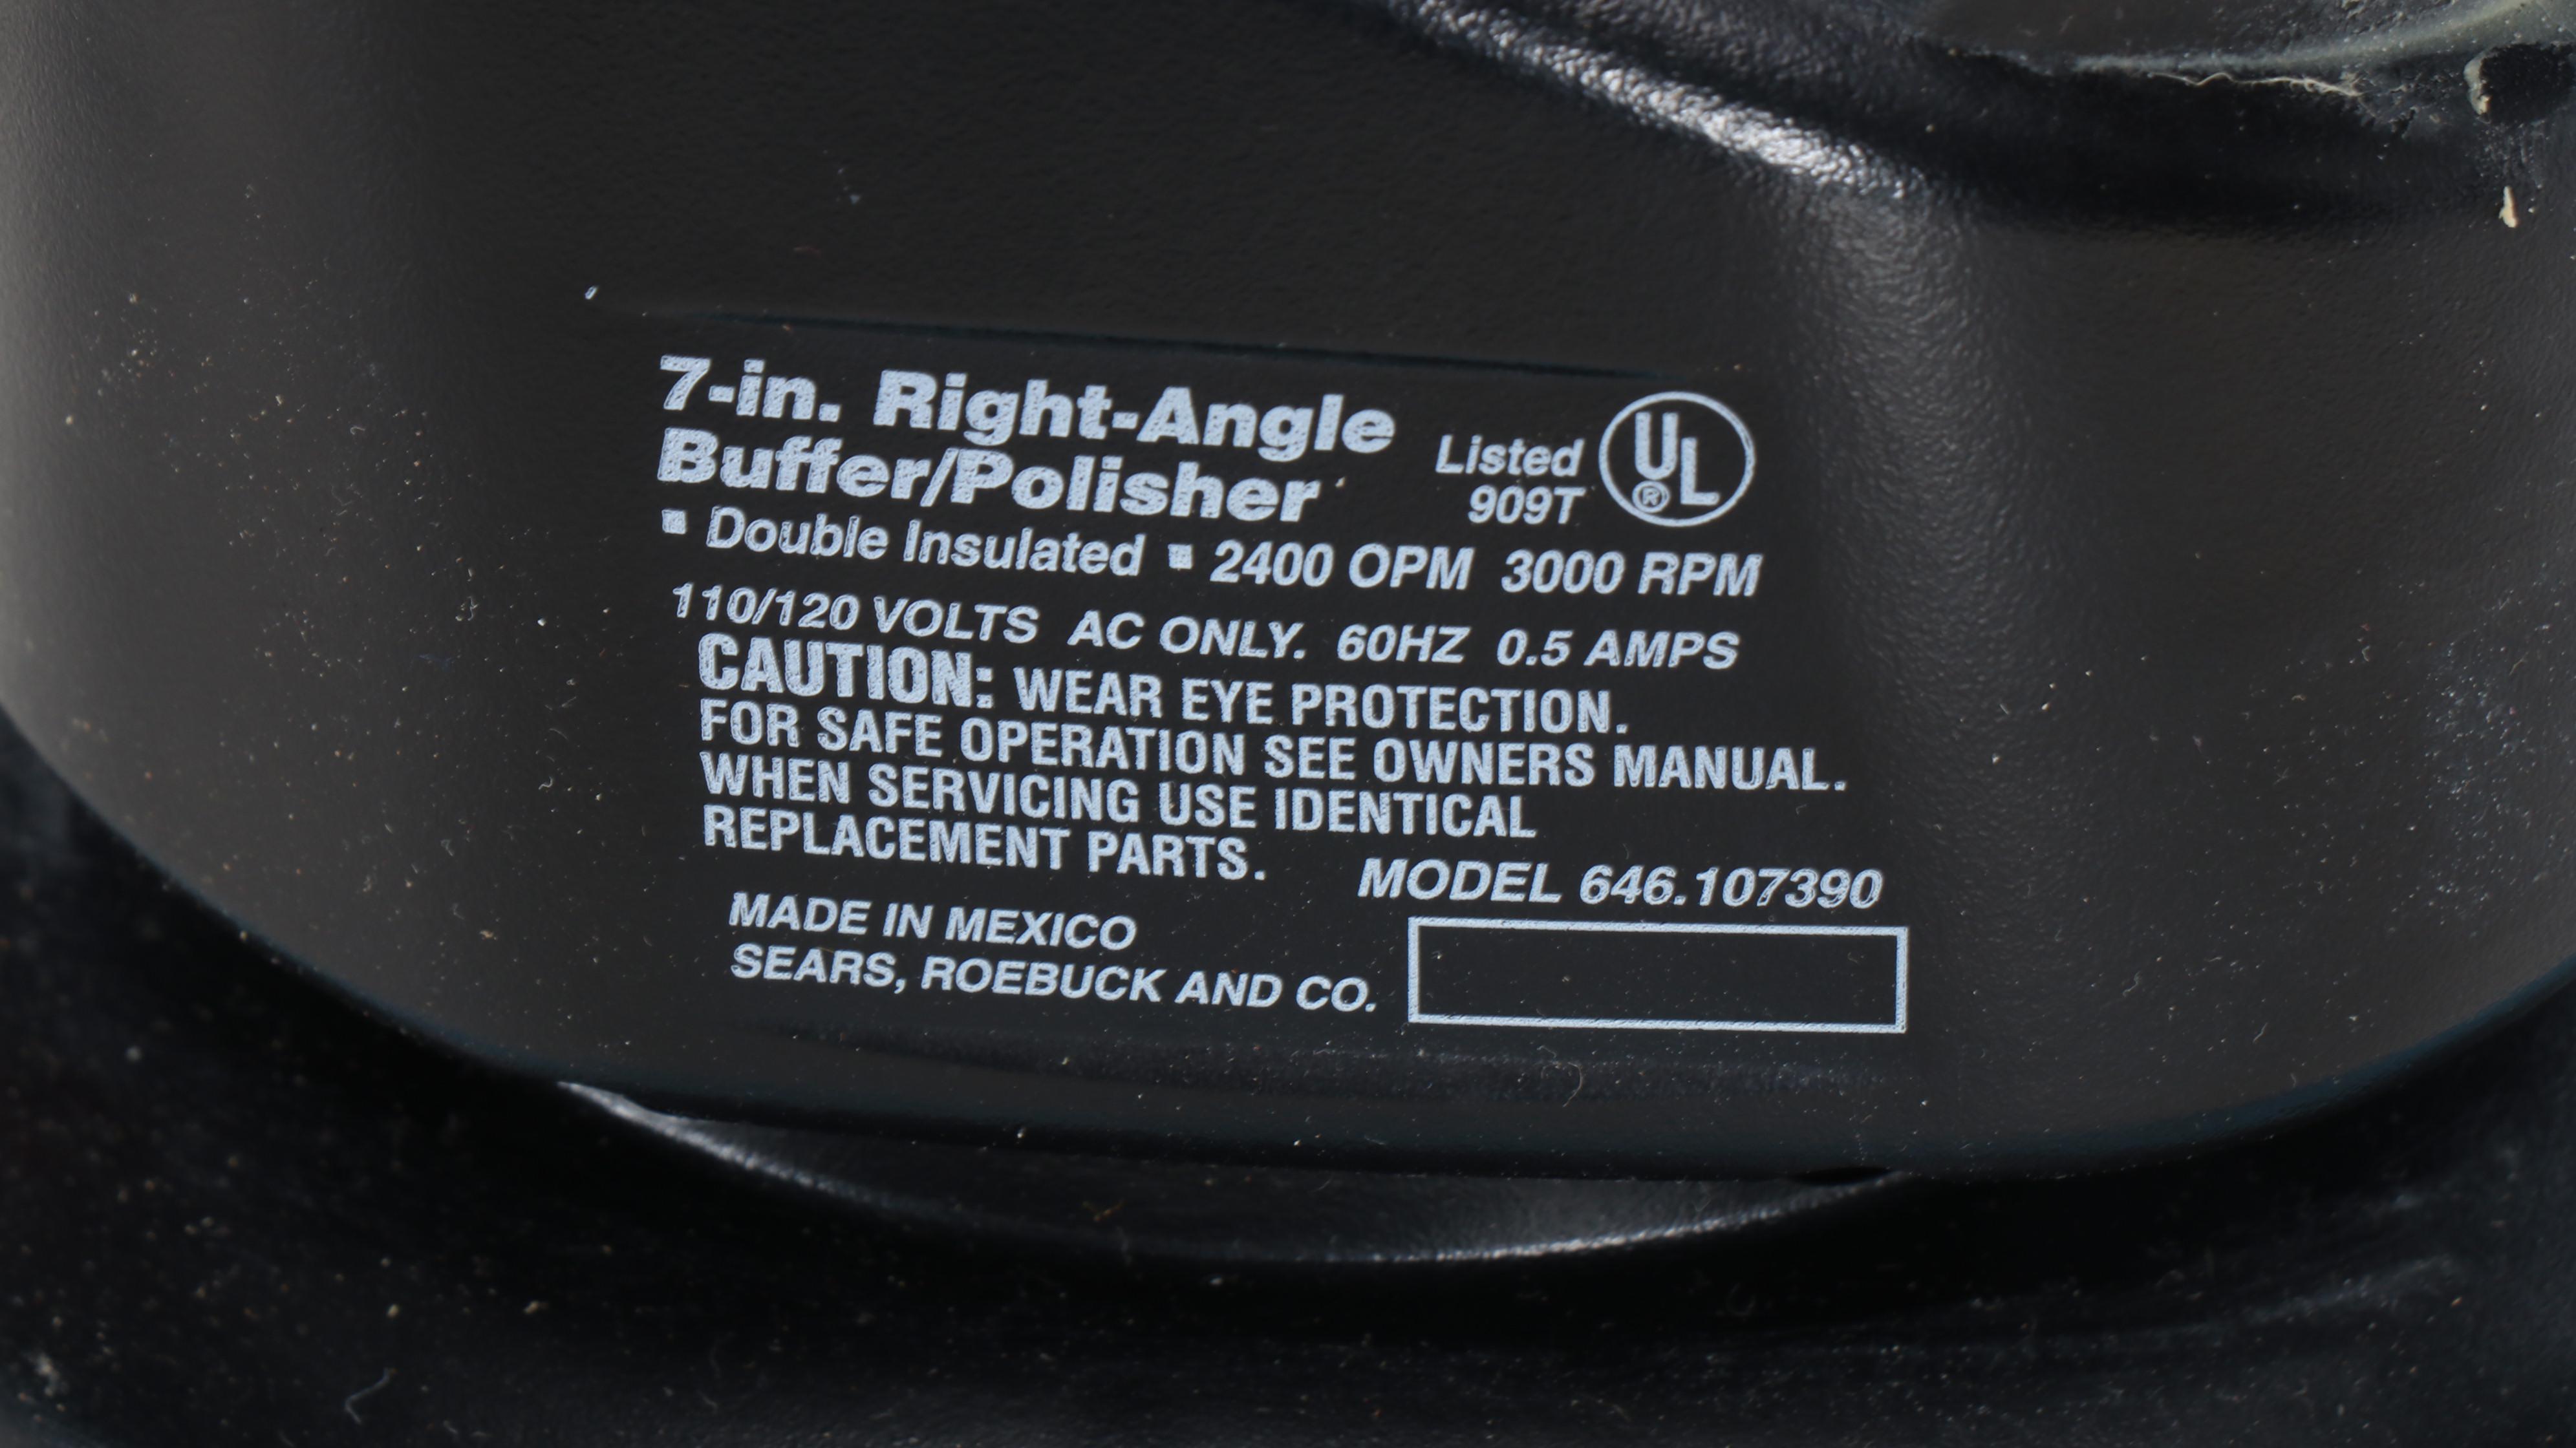 7-in. Right-Angle
Buffer/Polisher
Listed
909T
UL
®
▪ Double Insulated ▪ 2400 OPM 3000 RPM
110/120 VOLTS AC ONLY. 60HZ 0.5 AMPS
CAUTION: WEAR EYE PROTECTION.
FOR SAFE OPERATION SEE OWNERS MANUAL.
WHEN SERVICING USE IDENTICAL
REPLACEMENT PARTS.
MODEL 646.107390
MADE IN MEXICO
SEARS, ROEBUCK AND CO.